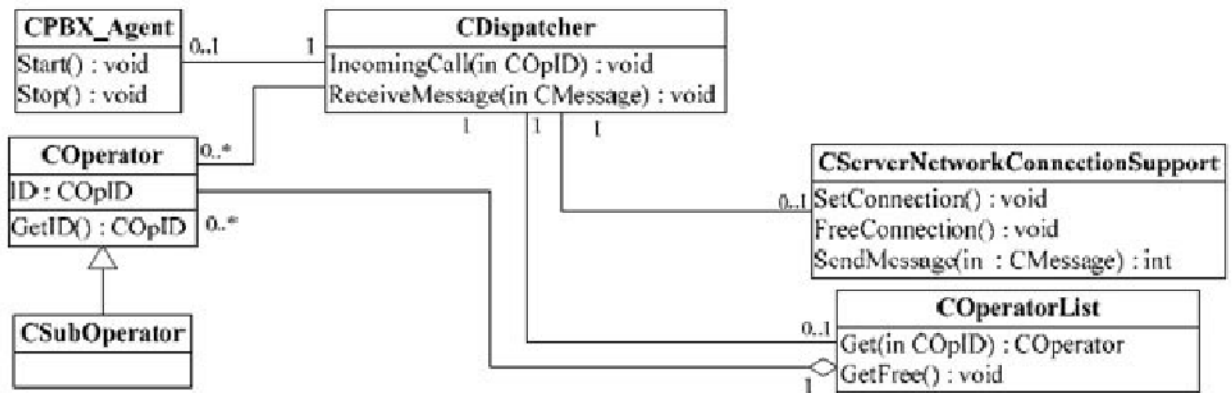 CPBX_Agent
Start() : void
Stop() : void
0..1
1
CDispatcher
IncomingCall(in COpID) : void
ReceiveMessage(in CMessage) : void
1
1
1
COperator
0..*
ID : COpID
GetID() : COpID
0..*
CServerNetworkConnectionSupport
0..1
SetConnection() : void
FreeConnection() : void
SendMessage(in : CMessage) : int
CSubOperator
COperatorList
0..1
Get(in COpID) : COperator
GetFree() : void
1